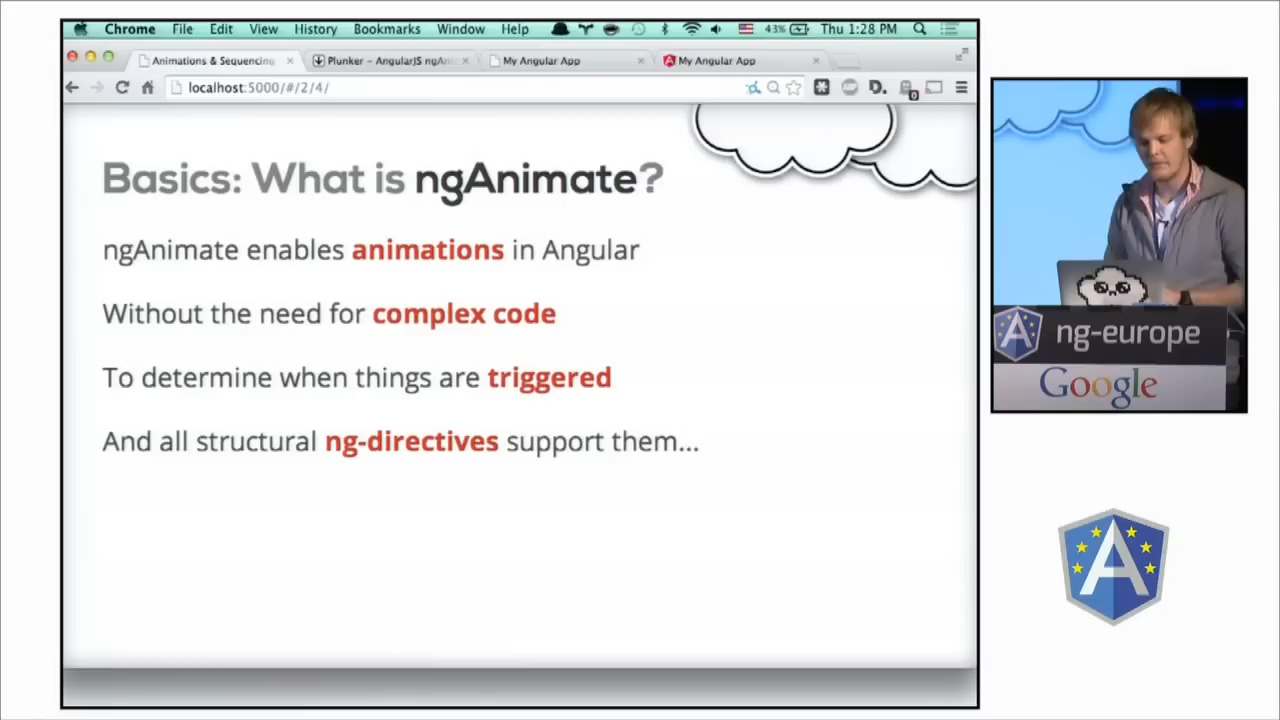 Chrome File Edit View History Bookmarks Window Help 43% Thu 1:28 PM
Animations & Sequencing Plunker - AngularJS ngAni My Angular App My Angular App
localhost:5000/#/2/4/ D. 0
Basics: What is ngAnimate?
ngAnimate enables animations in Angular
Without the need for complex code
To determine when things are triggered
And all structural ng-directives support them...
A ng-europe
Google
A